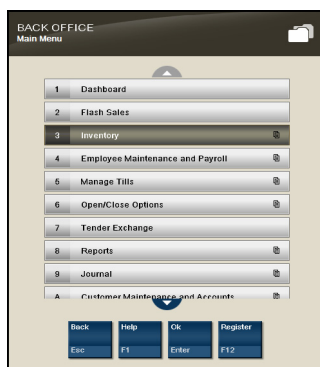 BACK OFFICE
Main Menu
1 Dashboard
2 Flash Sales
3 Inventory
4 Employee Maintenance and Payroll
5 Manage Tills
6 Open/Close Options
7 Tender Exchange
8 Reports
9 Journal
A Customer Maintenance and Accounts
Back Help Ok Register
Esc F1 Enter F12